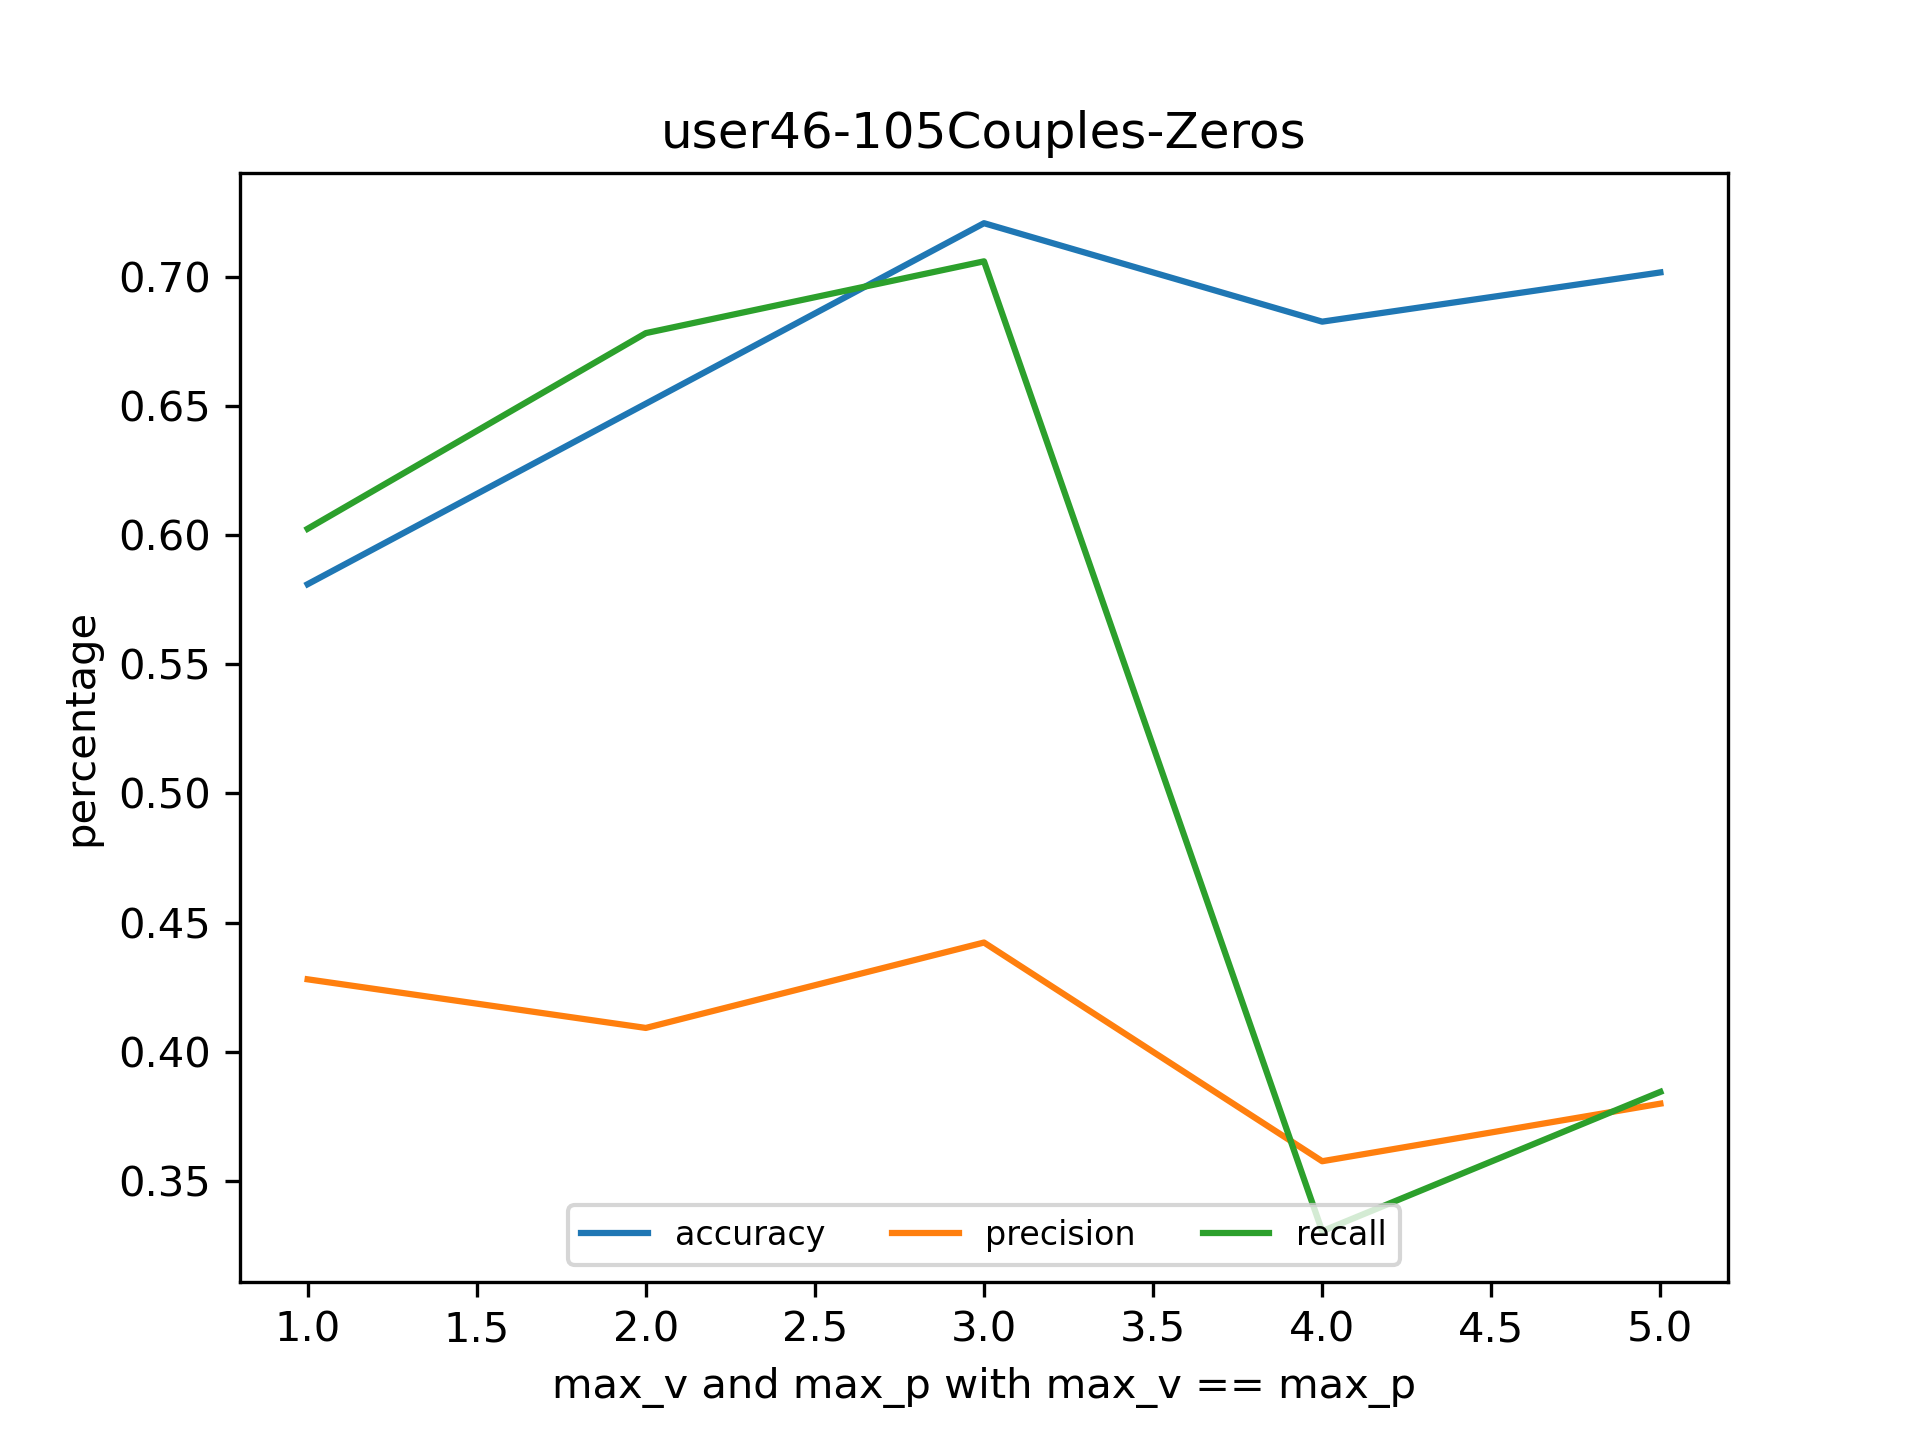 user46-105Couples-Zeros
percentage
0.70
0.65
0.60
0.55
0.50
0.45
0.40
0.35
accuracy precision recall
1.0 1.5 2.0 2.5 3.0 3.5 4.0 4.5 5.0
max_v and max_p with max_v == max_p